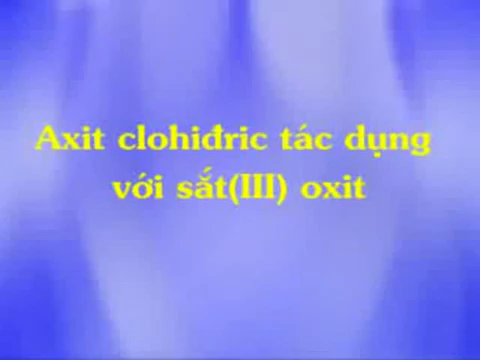 Axit clohiđric tác dụng
với sắt(III) oxit